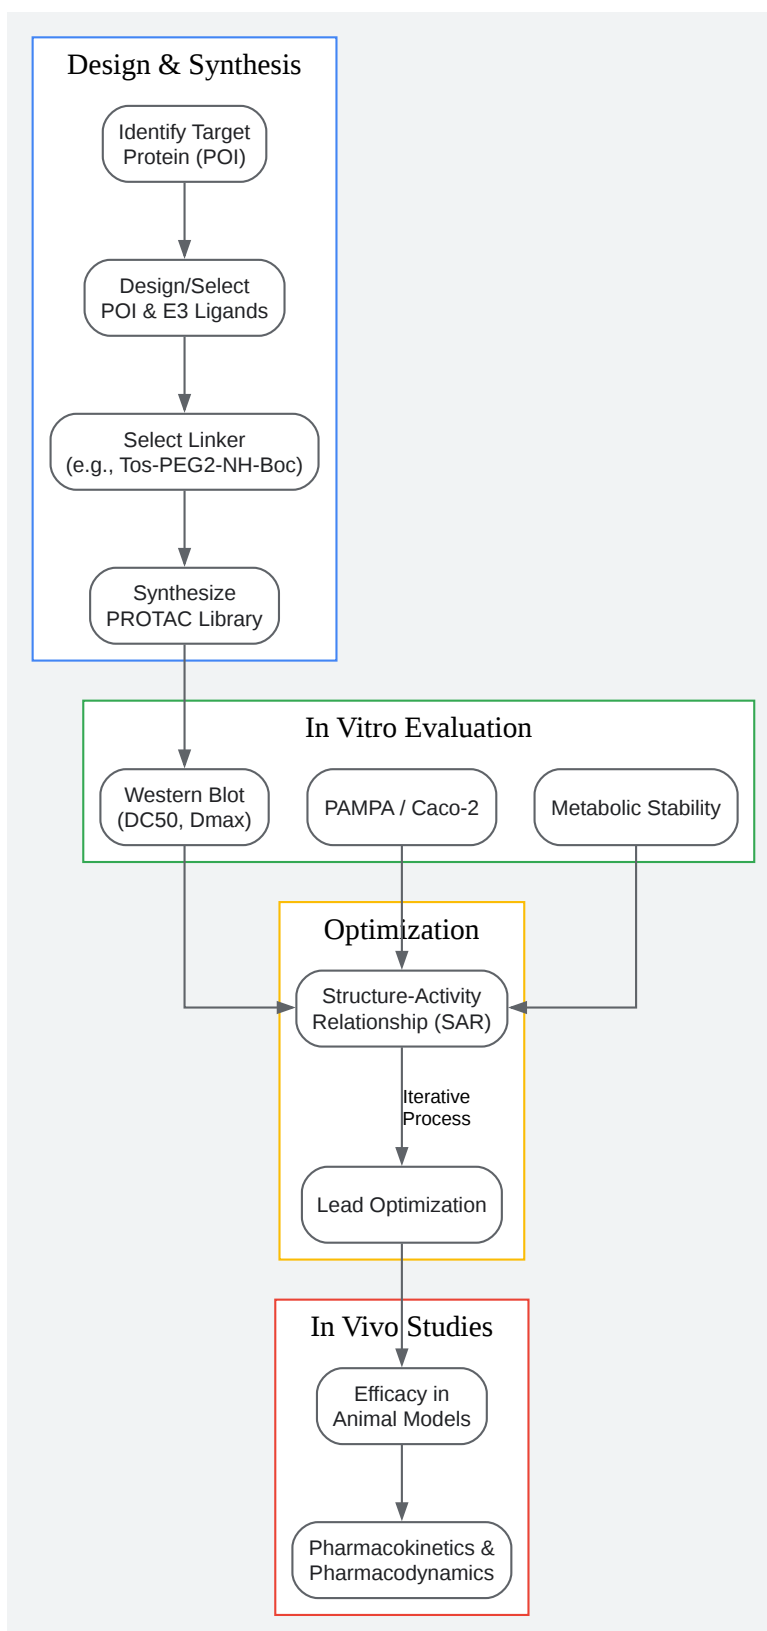 Design & Synthesis
Identify Target
Protein (POI)
Design/Select
POI & E3 Ligands
Select Linker
(e.g., Tos-PEG2-NH-Boc)
Synthesize
PROTAC Library
In Vitro Evaluation
Western Blot
(DC50, Dmax)
PAMPA / Caco-2
Metabolic Stability
Optimization
Structure-Activity
Relationship (SAR)
Iterative
Process
Lead Optimization
In Vivo Studies
Efficacy in
Animal Models
Pharmacokinetics &
Pharmacodynamics